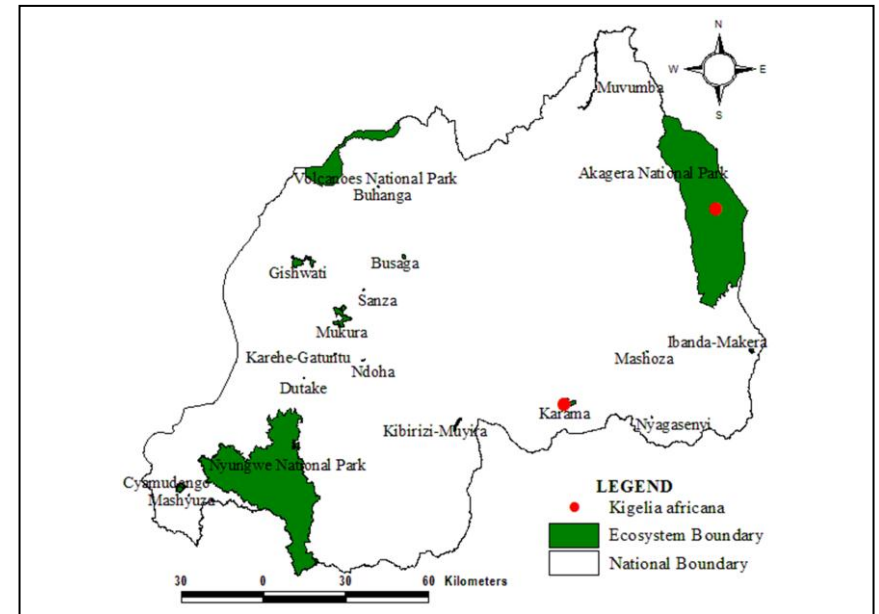 N
W E
S
Muvumba
Akagera National Park
Volcanoes National Park
Buhanga
Busaga
Gishwati
Sanza
Mukura
Ibanda-Makera
Mashoza
Karehe-Gaturitu
Ndoha
Dutake
Karama
Nyagasenyi
Kibirizi-Muyira
Nyungwe National Park
Cyamudongo
Mashyuza
LEGEND
Kigelia africana
Ecosystem Boundary
National Boundary
30 0 30 60 Kilometers